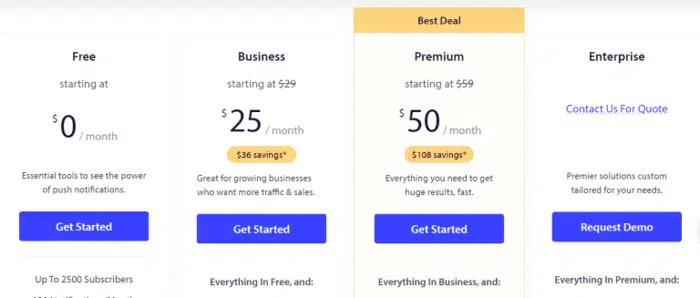 Best Deal
Free
starting at
$0 / month
Essential tools to see the power
of push notifications.
Get Started
Up To 2500 Subscribers
Business
starting at $29
$25 / month
$36 savings*
Great for growing businesses
who want more traffic & sales.
Get Started
Everything In Free, and:
Premium
starting at $59
$50 / month
$108 savings*
Everything you need to get
huge results, fast.
Get Started
Everything In Business, and:
Enterprise
Contact Us For Quote
Premier solutions custom
tailored for your needs.
Request Demo
Everything In Premium, and: